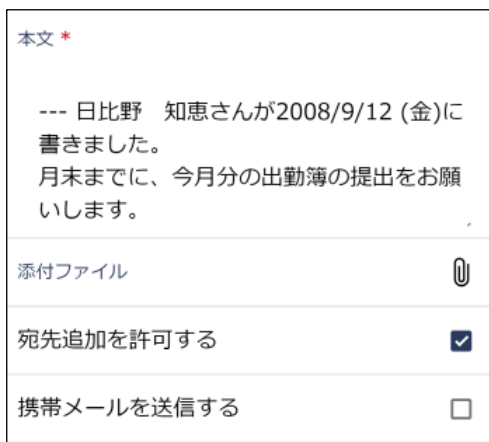 本文 *
--- 日比野　知恵さんが2008/9/12 (金)に
書きました。
月末までに、今月分の出勤簿の提出をお願
いします。
添付ファイル
宛先追加を許可する
携帯メールを送信する